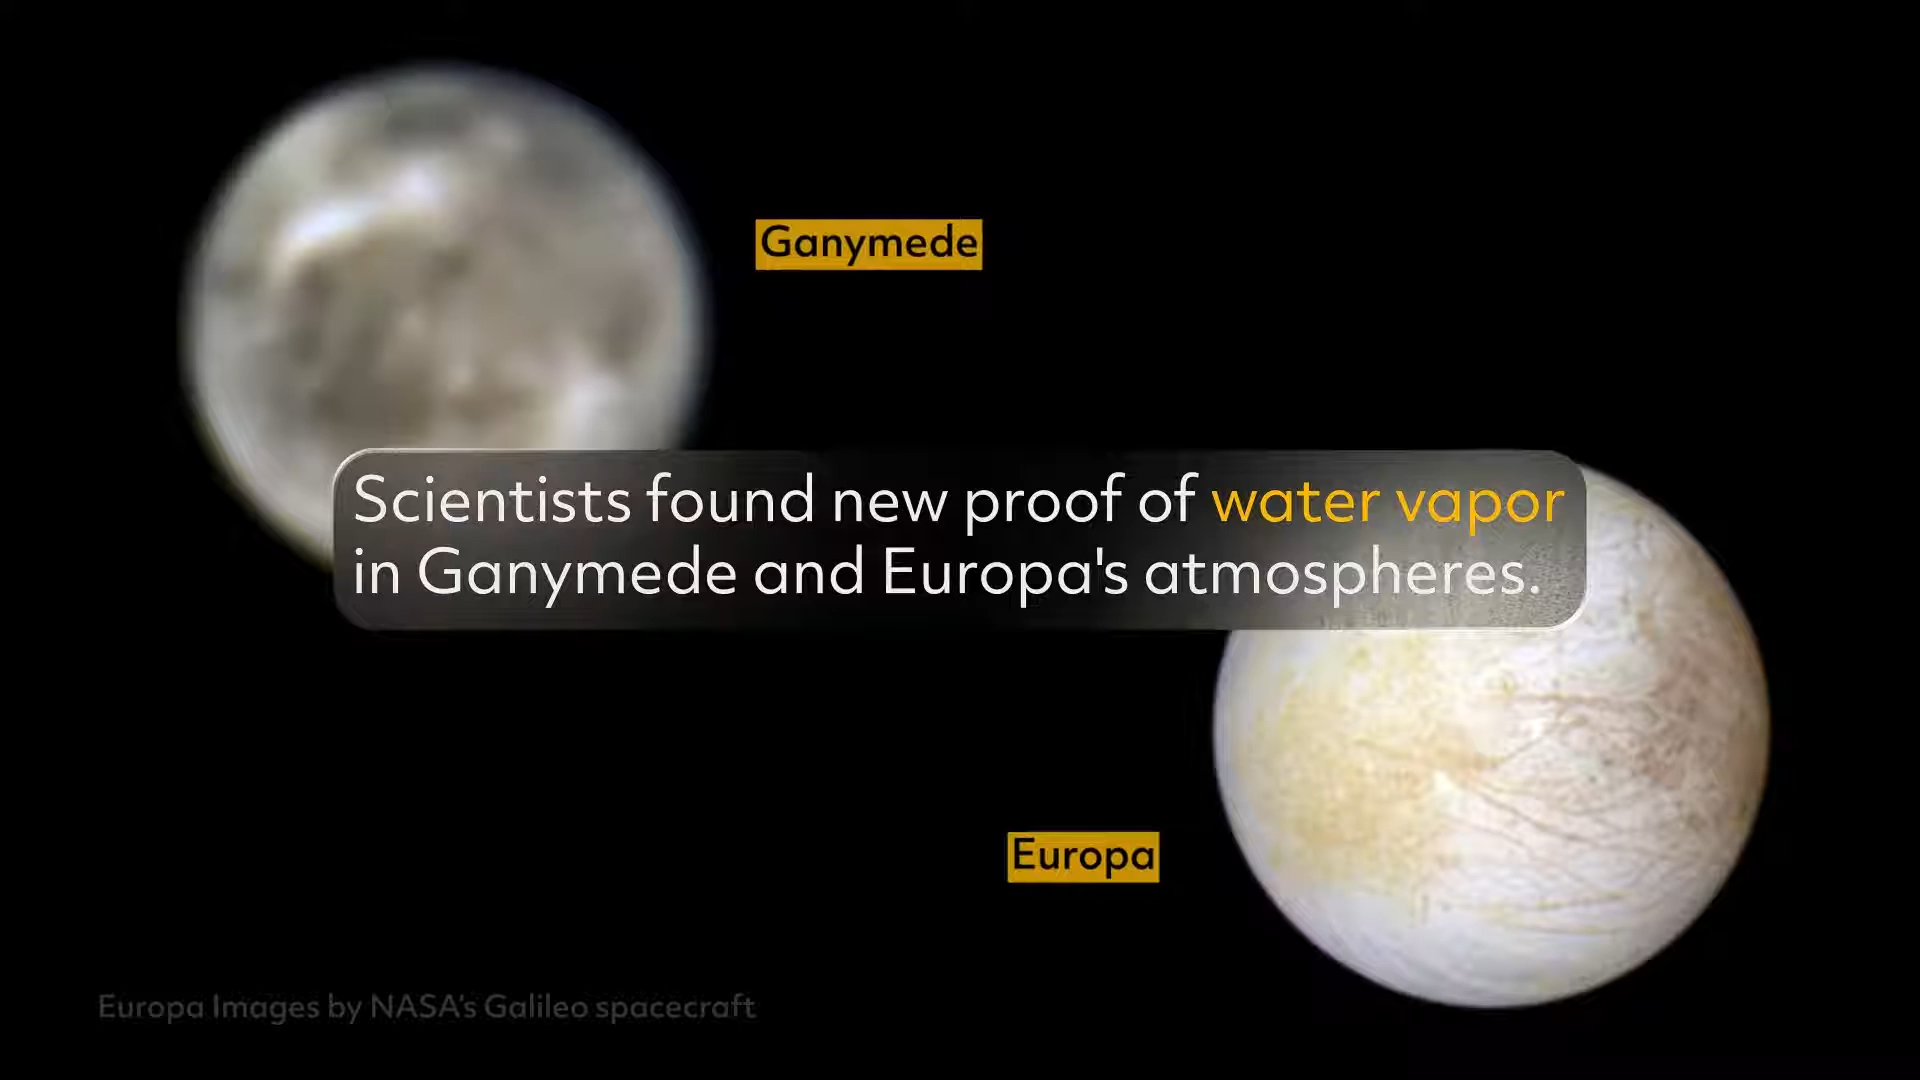 Ganymede
Scientists found new proof of water vapor
in Ganymede and Europa's atmospheres.
Europa
Europa Images by NASA's Galileo spacecraft